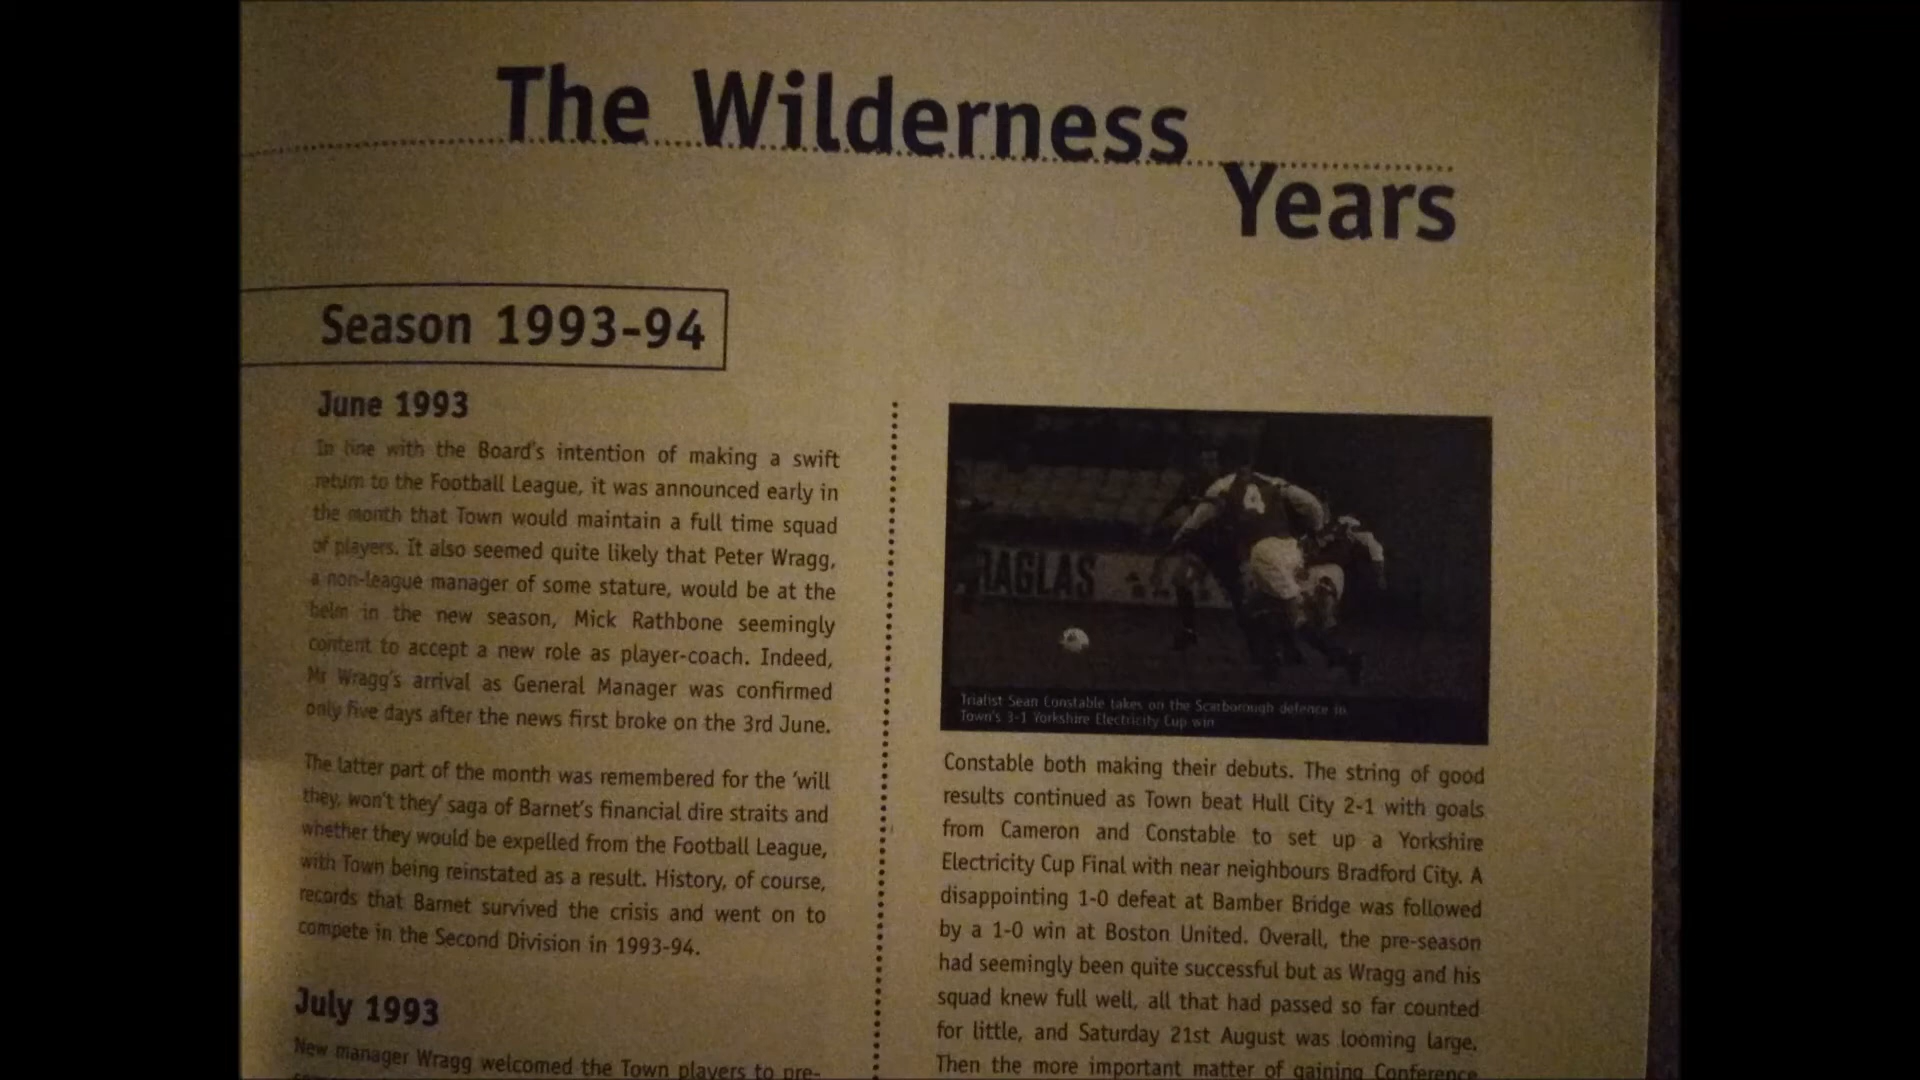 The Wilderness
Years
Season 1993-94
June 1993
In line with the Board's intention of making a swift
return to the Football League, it was announced early in
the month that Town would maintain a full time squad
of players. It also seemed quite likely that Peter Wragg,
a non-league manager of some stature, would be at the
helm in the new season, Mick Rathbone seemingly
content to accept a new role as player-coach. Indeed,
Mr Wragg's arrival as General Manager was confirmed
only five days after the news first broke on the 3rd June.
The latter part of the month was remembered for the 'will
they, won't they' saga of Barnet's financial dire straits and
whether they would be expelled from the Football League,
with Town being reinstated as a result. History, of course,
records that Barnet survived the crisis and went on to
compete in the Second Division in 1993-94.
July 1993
New manager Wragg welcomed the Town players to pre-
4
RAGLAS
Trialist Sean Constable takes on the Scarborough defence in
Town's 3-1 Yorkshire Electricity Cup win
Constable both making their debuts. The string of good
results continued as Town beat Hull City 2-1 with goals
from Cameron and Constable to set up a Yorkshire
Electricity Cup Final with near neighbours Bradford City. A
disappointing 1-0 defeat at Bamber Bridge was followed
by a 1-0 win at Boston United. Overall, the pre-season
had seemingly been quite successful but as Wragg and his
squad knew full well, all that had passed so far counted
for little, and Saturday 21st August was looming large.
Then the more important matter of gaining Conference